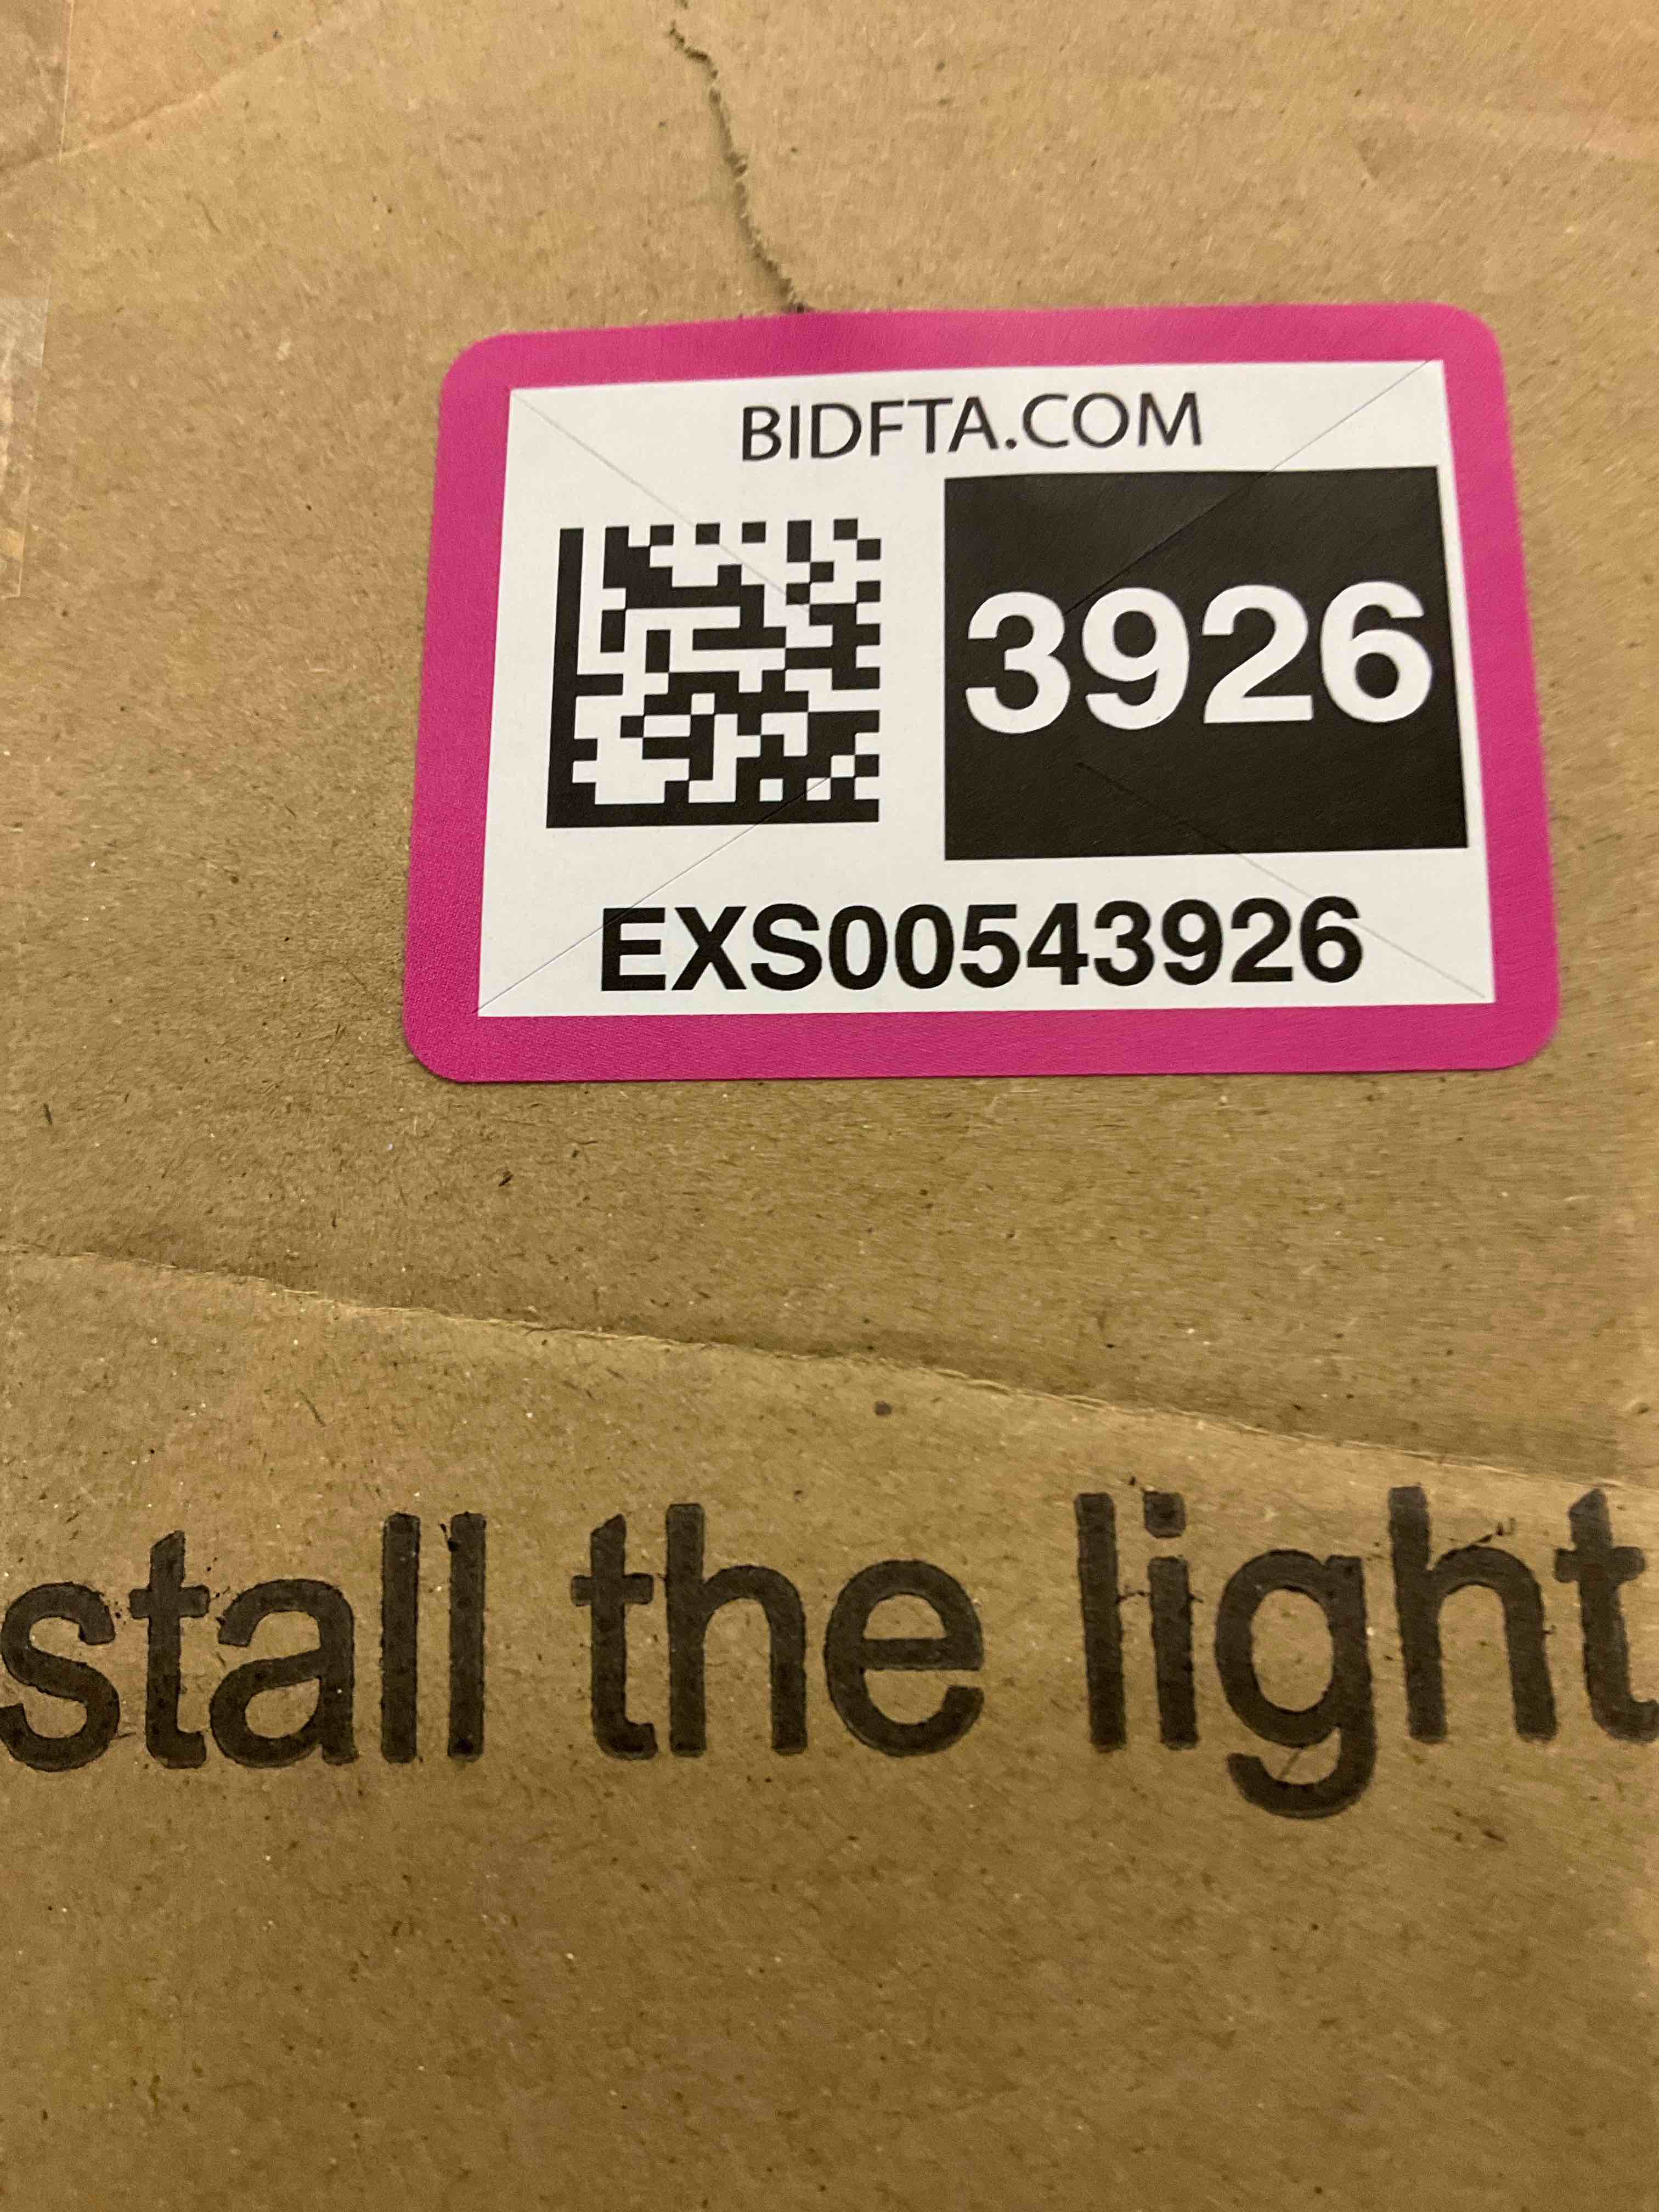 BIDFTA.COM
3926
EXS00543926
stall the light